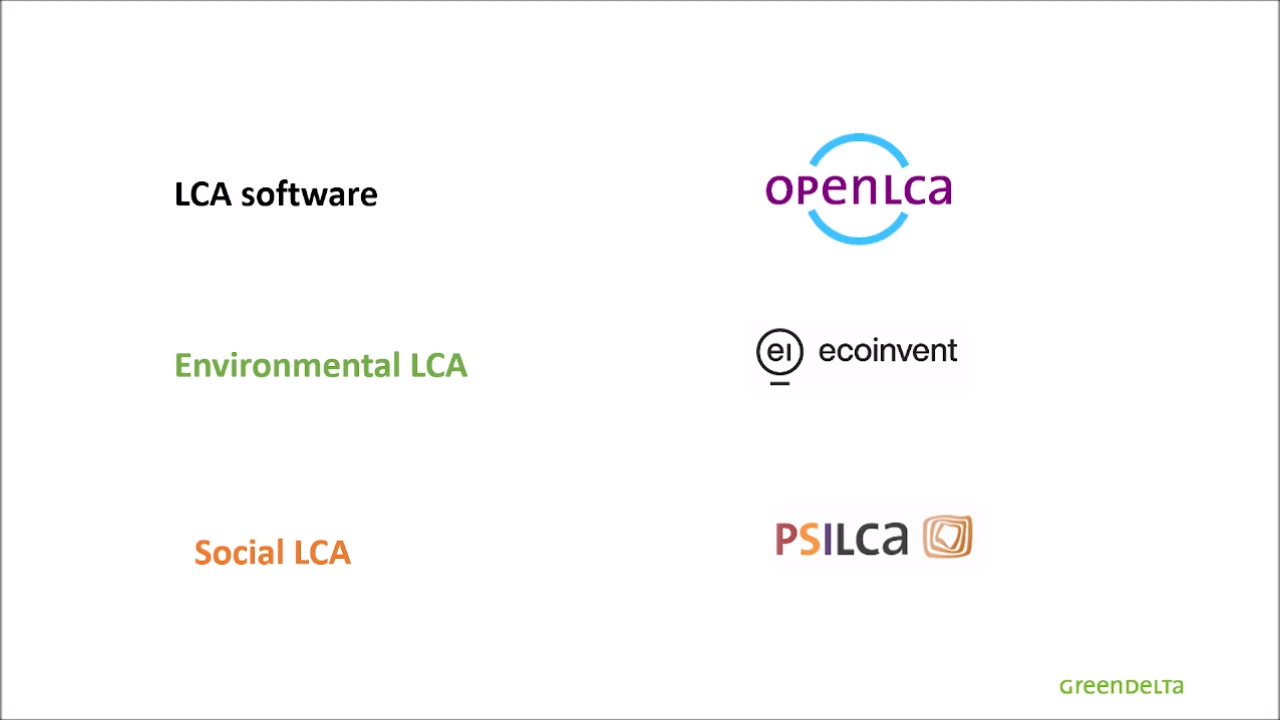 LCA software
openLCa
Environmental LCA
ei ecoinvent
Social LCA
PSILCa
GreenDeLTa